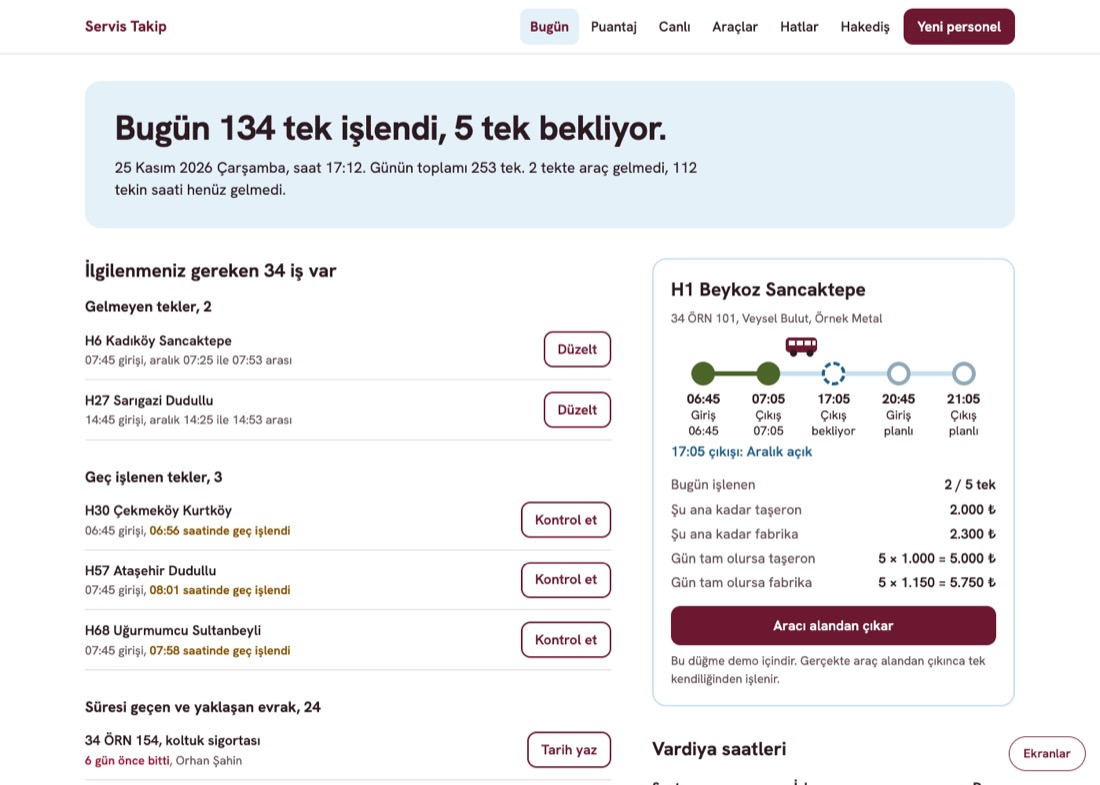 Servis Takip
Bugün
Puantaj
Canlı
Araçlar
Hatlar
Hakediş
Yeni personel
Bugün 134 tek işlendi, 5 tek bekliyor.
25 Kasım 2026 Çarşamba, saat 17:12. Günün toplamı 253 tek. 2 tekte araç gelmedi, 112
tekin saati henüz gelmedi.
İlgilenmeniz gereken 34 iş var
Gelmeyen tekler, 2
H6 Kadıköy Sancaktepe
07:45 girişi, aralık 07:25 ile 07:53 arası
Düzelt
H27 Sarıgazi Dudullu
14:45 girişi, aralık 14:25 ile 14:53 arası
Düzelt
Geç işlenen tekler, 3
H30 Çekmeköy Kurtköy
06:45 girişi, 06:56 saatinde geç işlendi
Kontrol et
H57 Ataşehir Dudullu
07:45 girişi, 08:01 saatinde geç işlendi
Kontrol et
H68 Uğurmumcu Sultanbeyli
07:45 girişi, 07:58 saatinde geç işlendi
Kontrol et
Süresi geçen ve yaklaşan evrak, 24
34 ÖRN 154, koltuk sigortası
6 gün önce bitti, Orhan Şahin
Tarih yaz
H1 Beykoz Sancaktepe
34 ÖRN 101, Veysel Bulut, Örnek Metal
06:45 07:05 17:05 20:45 21:05
Giriş Çıkış Çıkış Giriş Çıkış
06:45 07:05 bekliyor planlı planlı
17:05 çıkışı: Aralık açık
Bugün işlenen 2 / 5 tek
Şu ana kadar taşeron 2.000 ₺
Şu ana kadar fabrika 2.300 ₺
Gün tam olursa taşeron 5 × 1.000 = 5.000 ₺
Gün tam olursa fabrika 5 × 1.150 = 5.750 ₺
Aracı alandan çıkar
Bu düğme demo içindir. Gerçekte araç alandan çıkınca tek
kendiliğinden işlenir.
Vardiya saatleri
Ekranlar